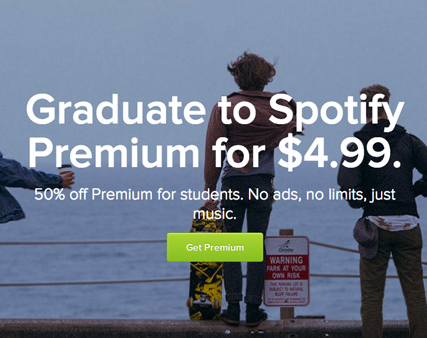 Graduate to Spotify
Premium for $4.99.
50% off Premium for students. No ads, no limits, just
music.
Get Premium
WARNING
PARK AT YOUR
OWN RISK